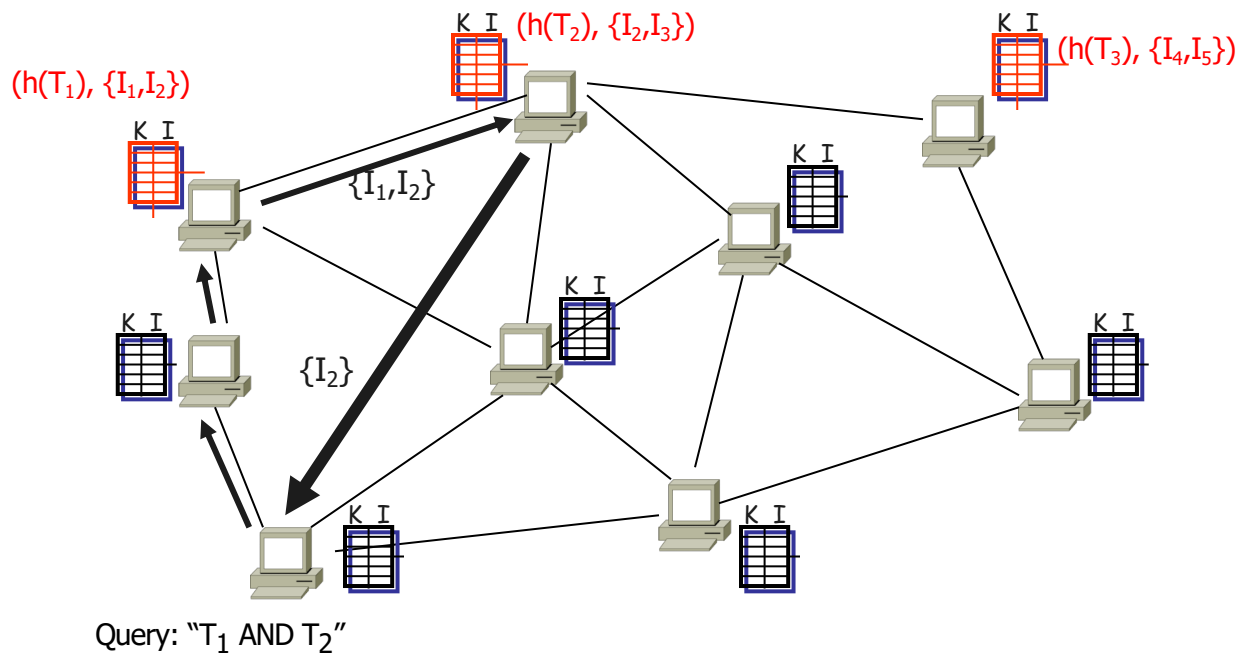 K I
(h(T₂), {I₂,I₃})
K I
(h(T₃), {I₄,I₅})
(h(T₁), {I₁,I₂})
K I
K I
{I₁,I₂}
K I
K I
K I
{I₂}
K I
K I
Query: “T₁ AND T₂”